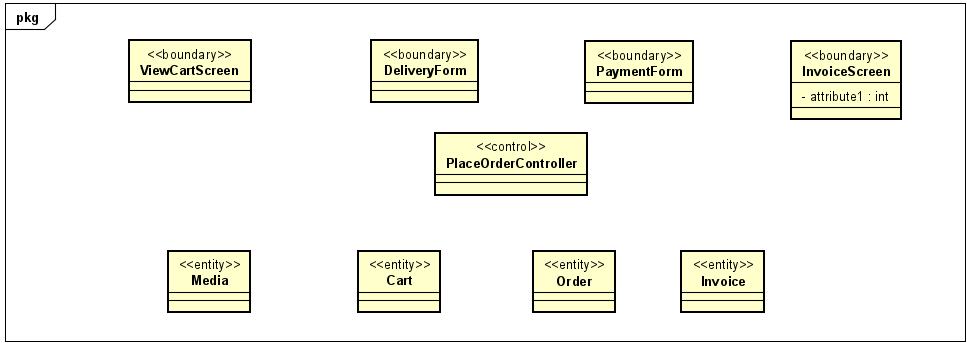 pkg
<<boundary>>
ViewCartScreen
<<boundary>>
DeliveryForm
<<boundary>>
PaymentForm
<<boundary>>
InvoiceScreen
- attribute1 : int
<<control>>
PlaceOrderController
<<entity>>
Media
<<entity>>
Cart
<<entity>>
Order
<<entity>>
Invoice